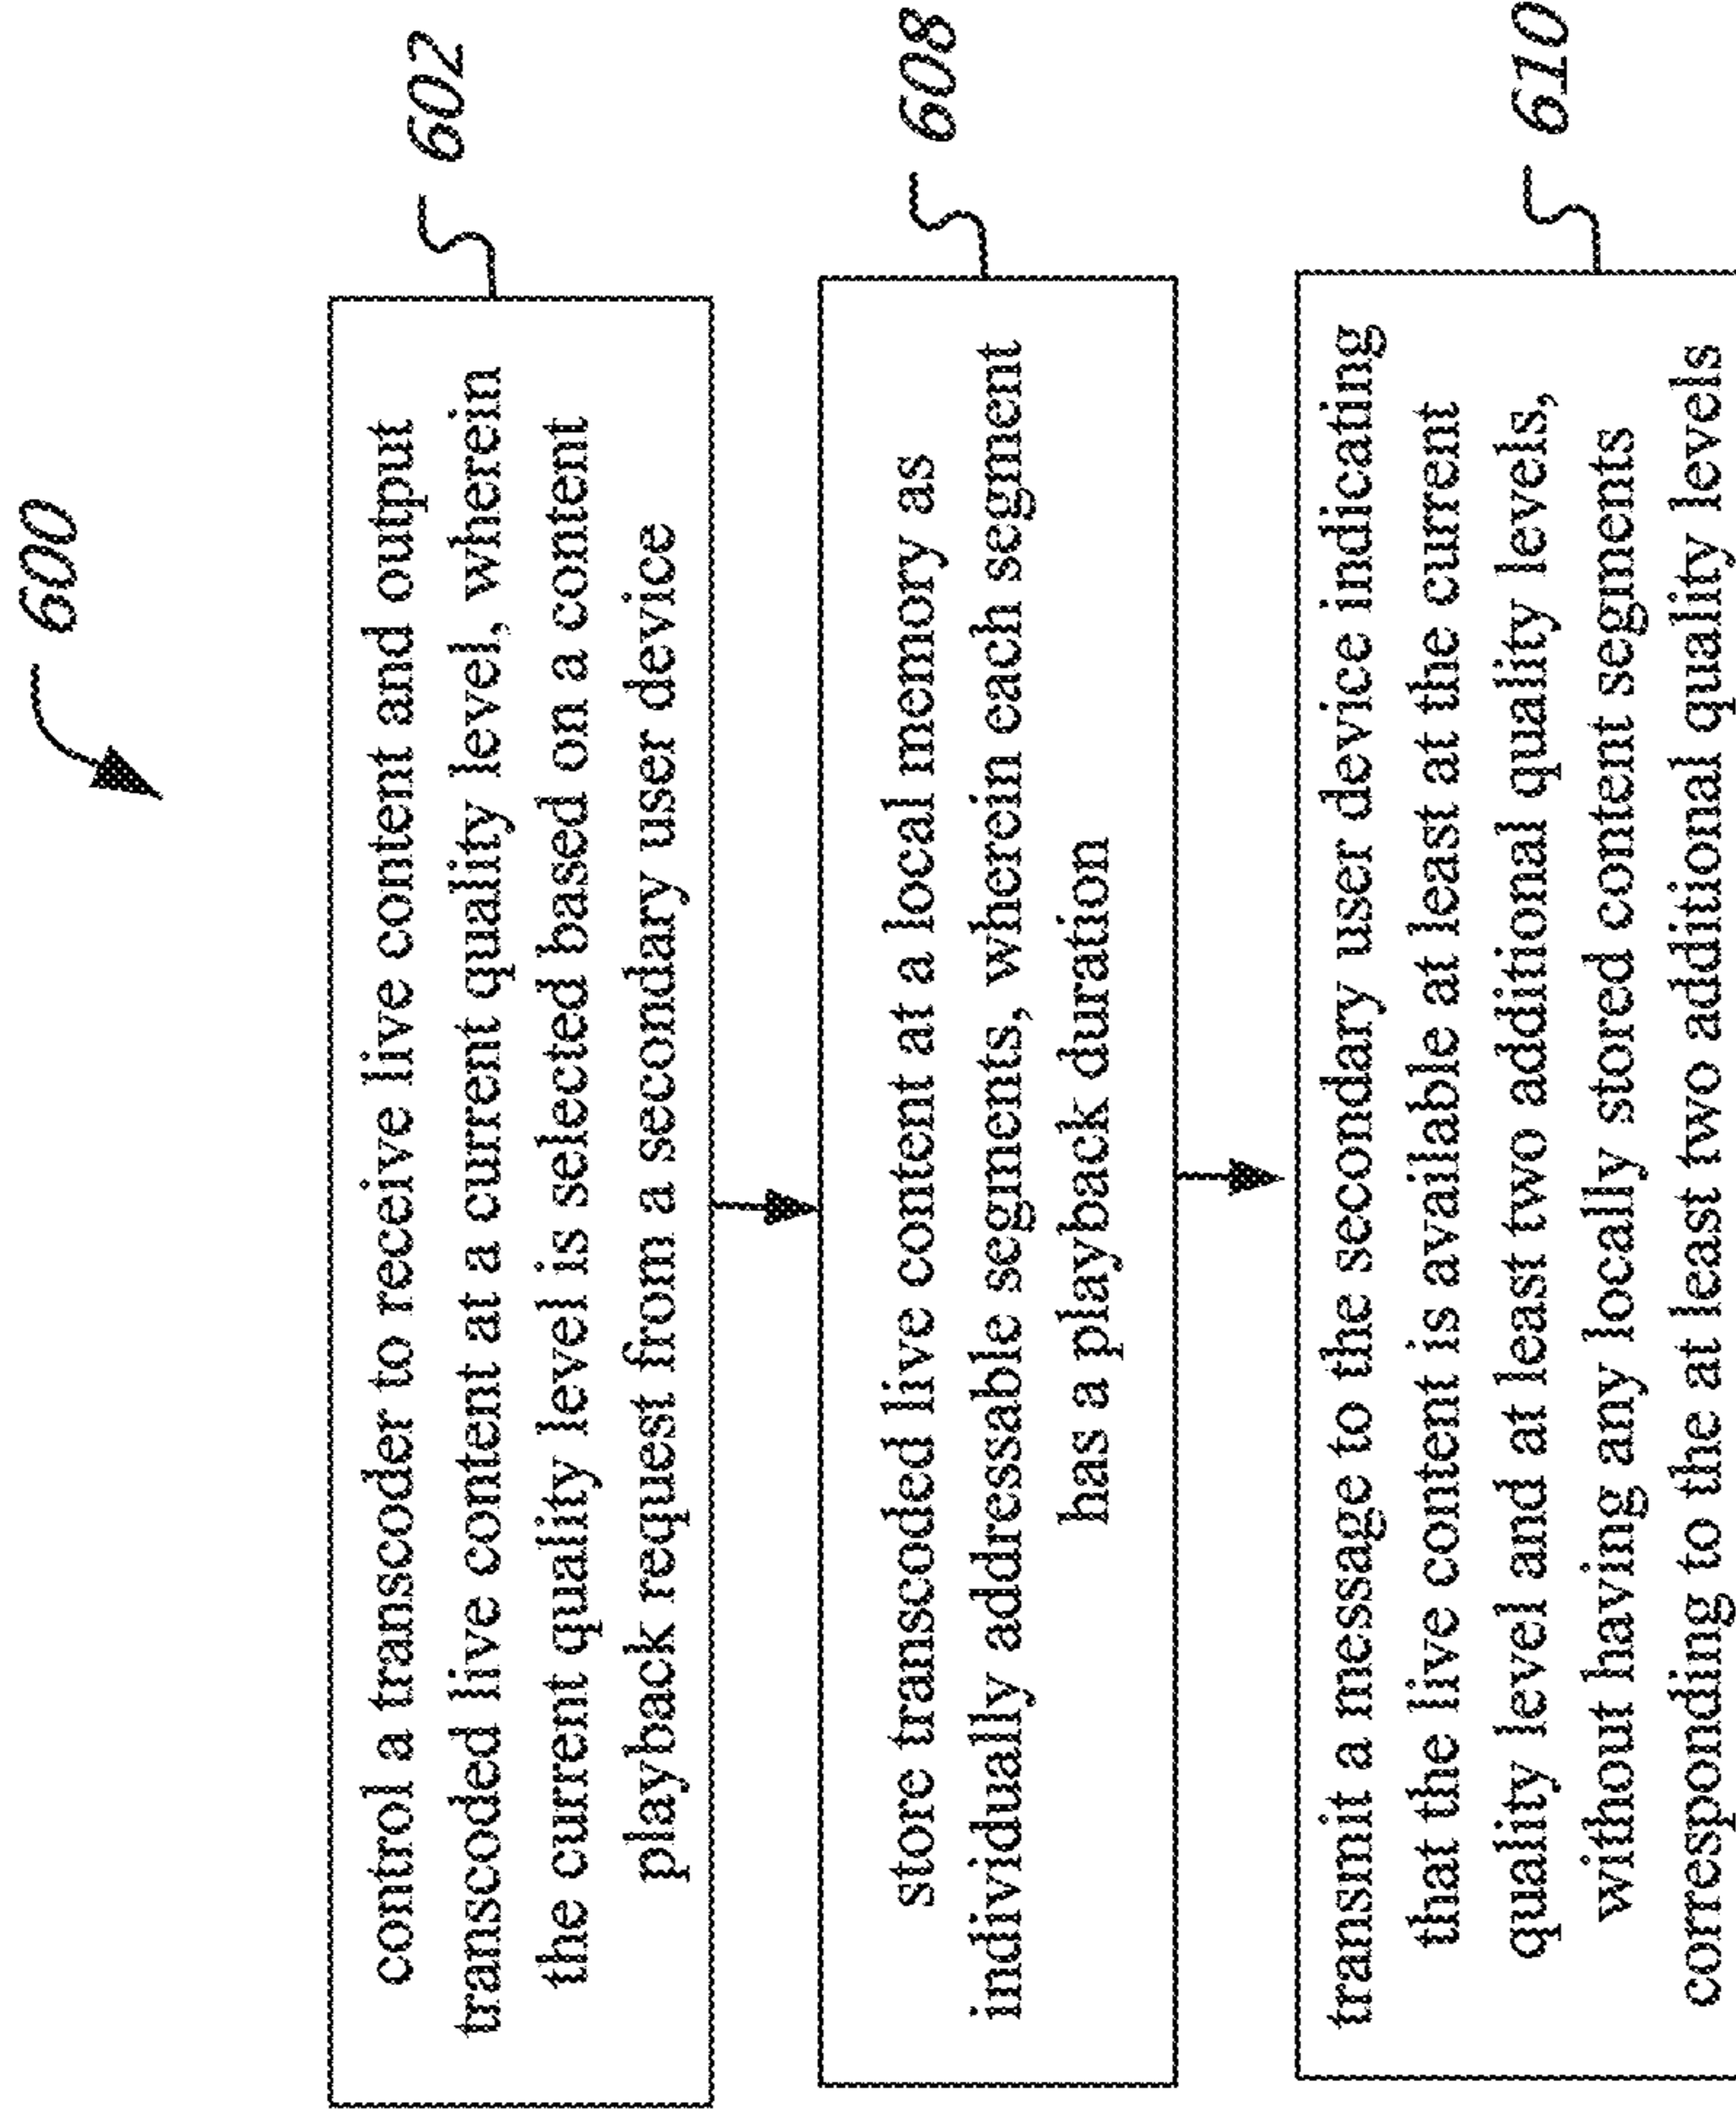 600
control a transcoder to receive live content and output
transcoded live content at a current quality level, wherein
the current quality level is selected based on a content
playback request from a secondary user device
602
store transcoded live content at a local memory as
individually addressable segments, wherein each segment
has a playback duration
608
transmit a message to the secondary user device indicating
that the live content is available at least at the current
quality level and at least two additional quality levels,
without having any locally stored content segments
corresponding to the at least two additional quality levels
610